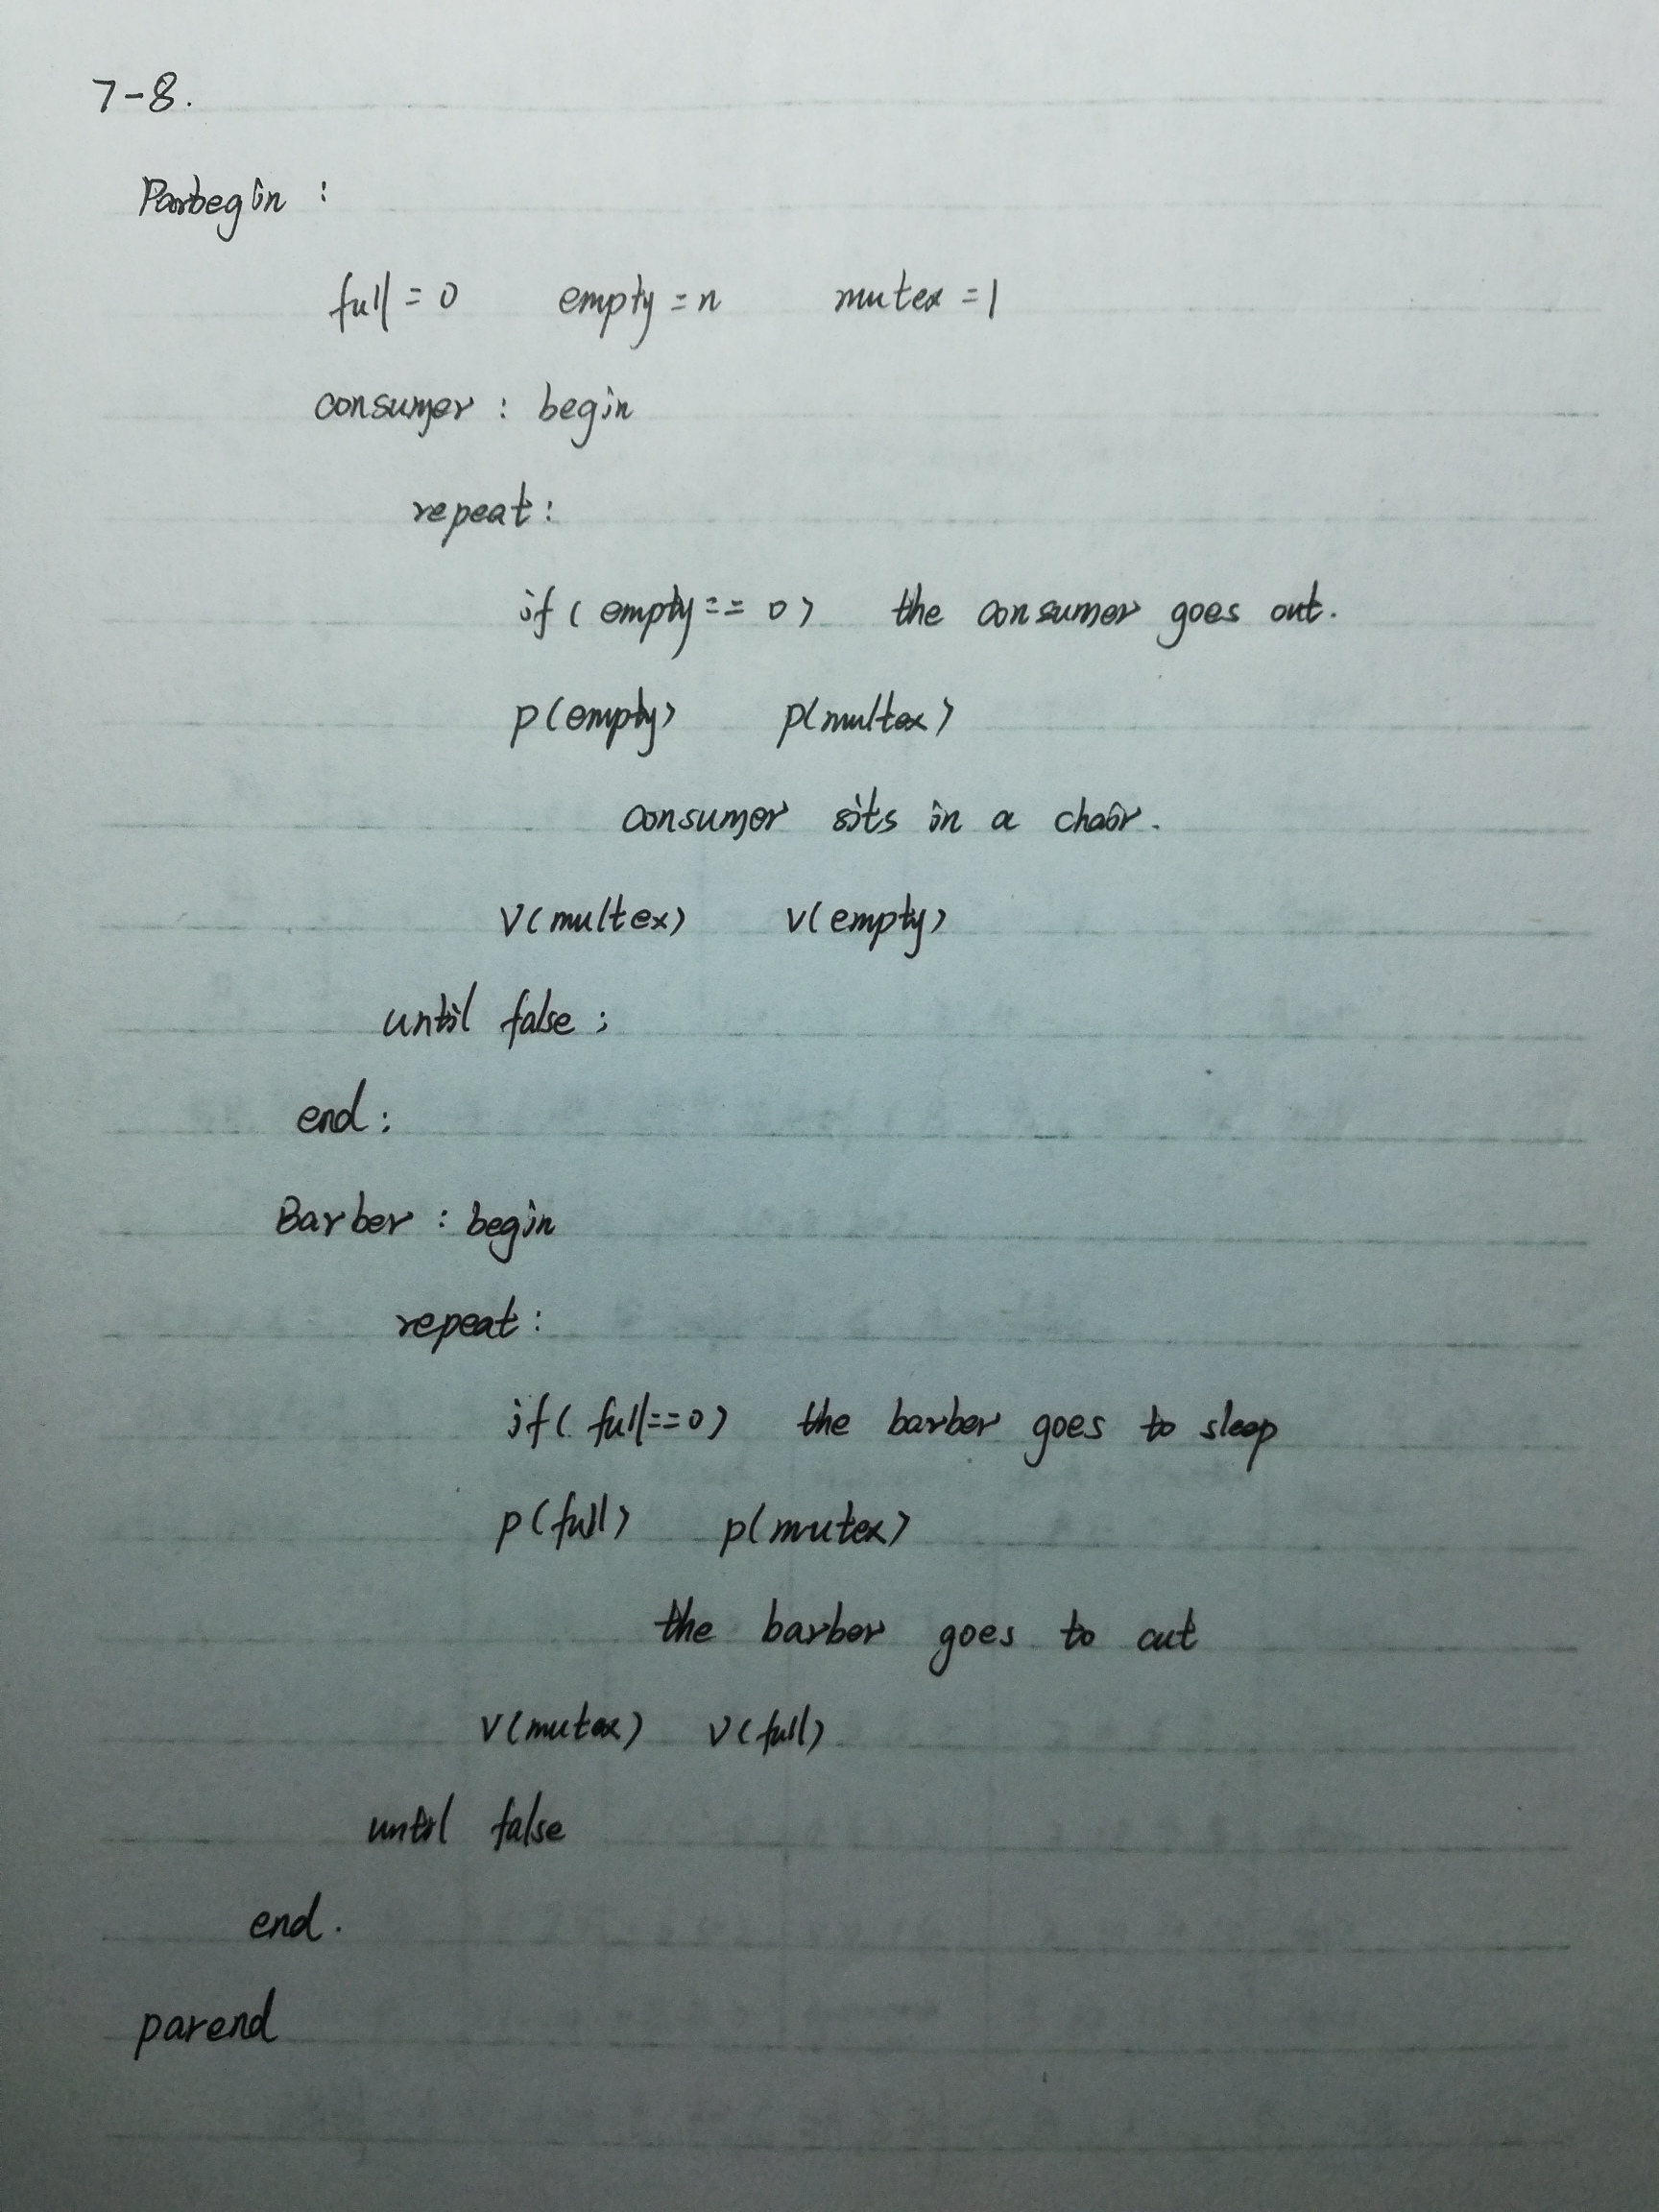 7-8.
Parbegin :
full = 0 empty = n mutex = 1
consumer : begin
repeat :
if ( empty == 0 ) the consumer goes out.
p(empty) p(multex)
consumer sits in a chair.
V(multex) v(empty)
until false ;
end ;
Barber : begin
repeat :
if ( full==0 ) the barber goes to sleep
p(full) p(mutex)
the barber goes to cut
V(mutex) v(full)
until false
end.
parend